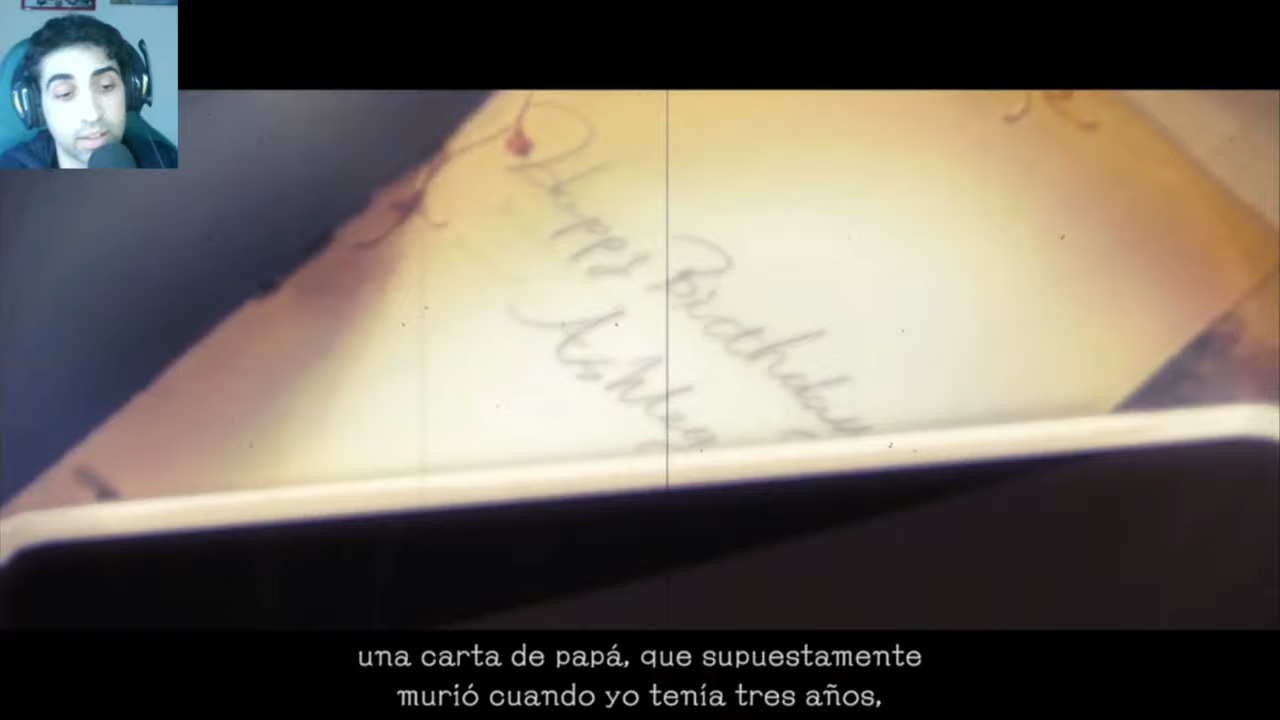 Happy Birthday
Ashley
una carta de papá, que supuestamente
murió cuando yo tenía tres años,